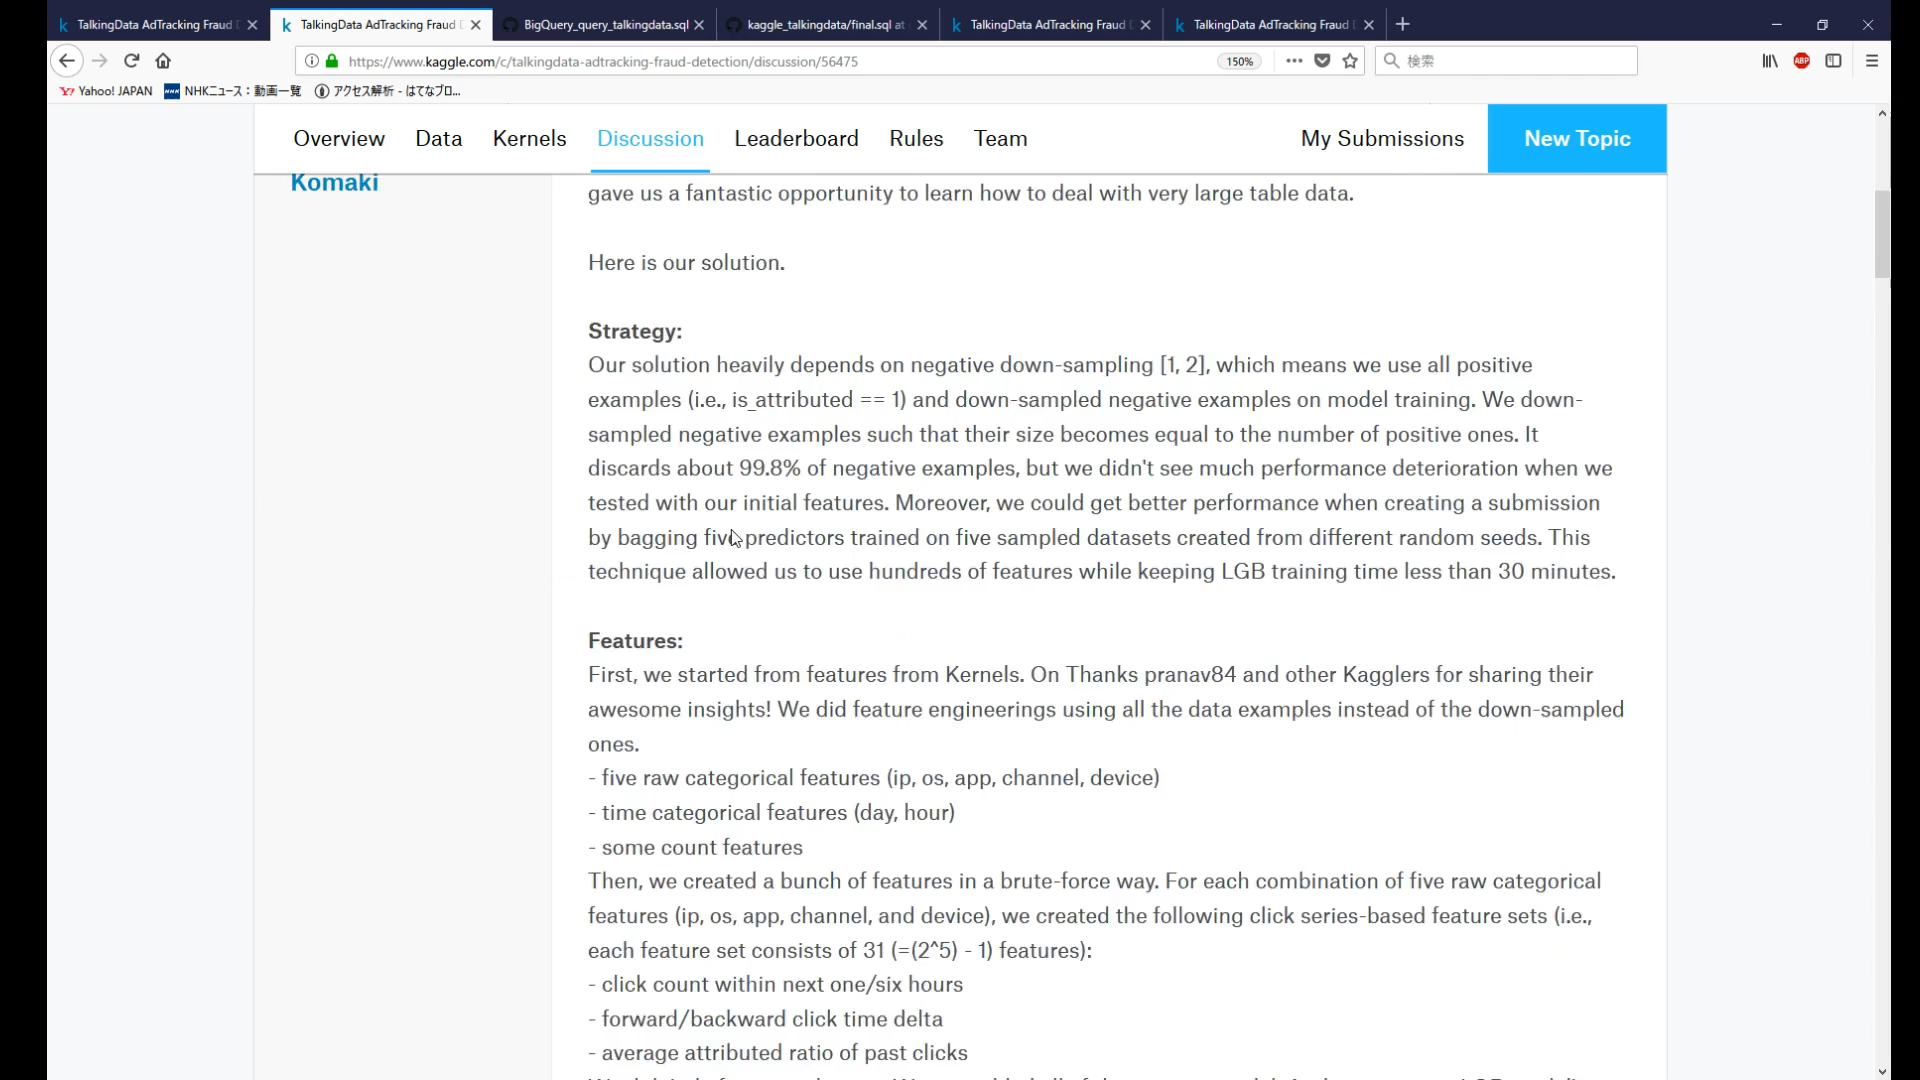 TalkingData AdTracking Fraud
TalkingData AdTracking Fraud
BigQuery_query_talkingdata.sql
kaggle_talkingdata/final.sql at
TalkingData AdTracking Fraud
TalkingData AdTracking Fraud
https://www.kaggle.com/c/talkingdata-adtracking-fraud-detection/discussion/56475
150%
検索
ABP
Yahoo! JAPAN
NHKニュース：動画一覧
アクセス解析 - はてなブロ...
Overview
Data
Kernels
Discussion
Leaderboard
Rules
Team
My Submissions
New Topic
Komaki
gave us a fantastic opportunity to learn how to deal with very large table data.
Here is our solution.
Strategy:
Our solution heavily depends on negative down-sampling [1, 2], which means we use all positive
examples (i.e., is_attributed == 1) and down-sampled negative examples on model training. We down-
sampled negative examples such that their size becomes equal to the number of positive ones. It
discards about 99.8% of negative examples, but we didn't see much performance deterioration when we
tested with our initial features. Moreover, we could get better performance when creating a submission
by bagging five predictors trained on five sampled datasets created from different random seeds. This
technique allowed us to use hundreds of features while keeping LGB training time less than 30 minutes.
Features:
First, we started from features from Kernels. On Thanks pranav84 and other Kagglers for sharing their
awesome insights! We did feature engineerings using all the data examples instead of the down-sampled
ones.
- five raw categorical features (ip, os, app, channel, device)
- time categorical features (day, hour)
- some count features
Then, we created a bunch of features in a brute-force way. For each combination of five raw categorical
features (ip, os, app, channel, and device), we created the following click series-based feature sets (i.e.,
each feature set consists of 31 (=(2^5) - 1) features):
- click count within next one/six hours
- forward/backward click time delta
- average attributed ratio of past clicks